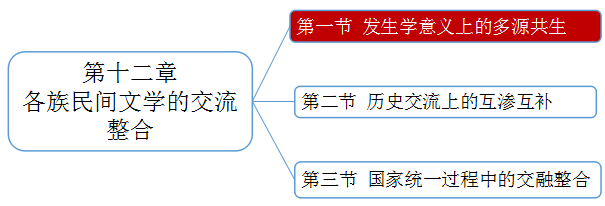 第十二章
各族民间文学的交流
整合
第一节 发生学意义上的多源共生
第二节 历史交流上的互渗互补
第三节 国家统一过程中的交融整合